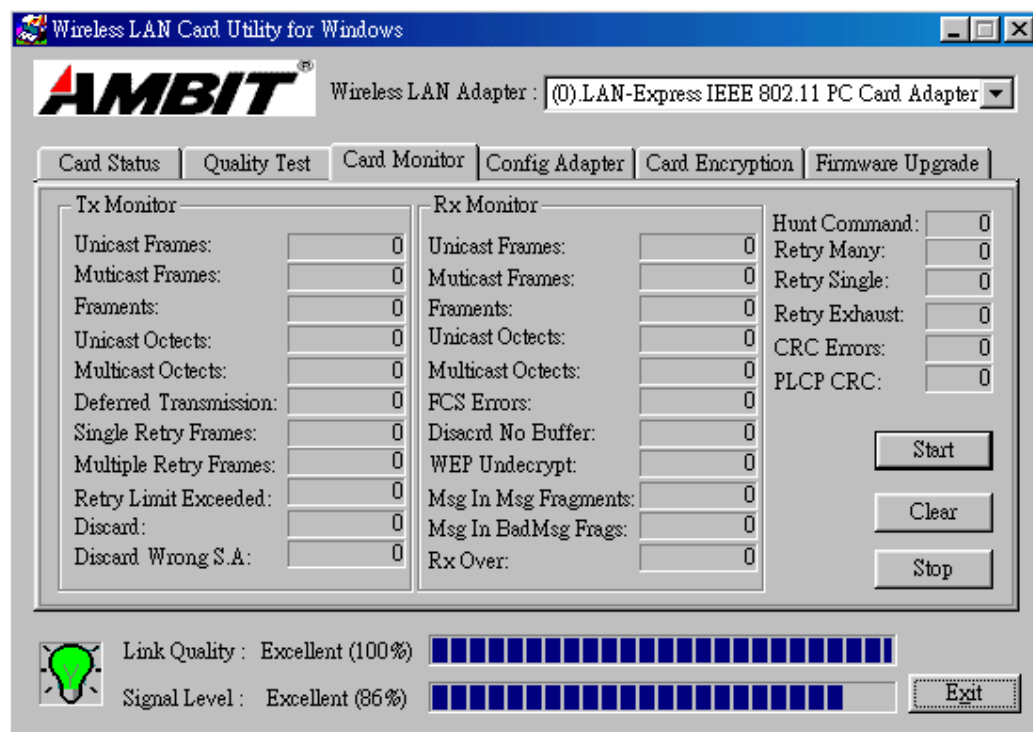 Wireless LAN Card Utility for Windows
AMBIT®
Wireless LAN Adapter : (0).LAN-Express IEEE 802.11 PC Card Adapter
Card Status Quality Test Card Monitor Config Adapter Card Encryption Firmware Upgrade
Tx Monitor
Unicast Frames: 0
Muticast Frames: 0
Framents: 0
Unicast Octects: 0
Multicast Octects: 0
Deferred Transmission: 0
Single Retry Frames: 0
Multiple Retry Frames: 0
Retry Limit Exceeded: 0
Discard: 0
Discard Wrong S.A: 0
Rx Monitor
Unicast Frames: 0
Muticast Frames: 0
Framents: 0
Unicast Octects: 0
Multicast Octects: 0
FCS Errors: 0
Disacrd No Buffer: 0
WEP Undecrypt: 0
Msg In Msg Fragments: 0
Msg In BadMsg Frags: 0
Rx Over: 0
Hunt Command: 0
Retry Many: 0
Retry Single: 0
Retry Exhaust: 0
CRC Errors: 0
PLCP CRC: 0
Start
Clear
Stop
Link Quality : Excellent (100%)
Signal Level : Excellent (86%)
Exit